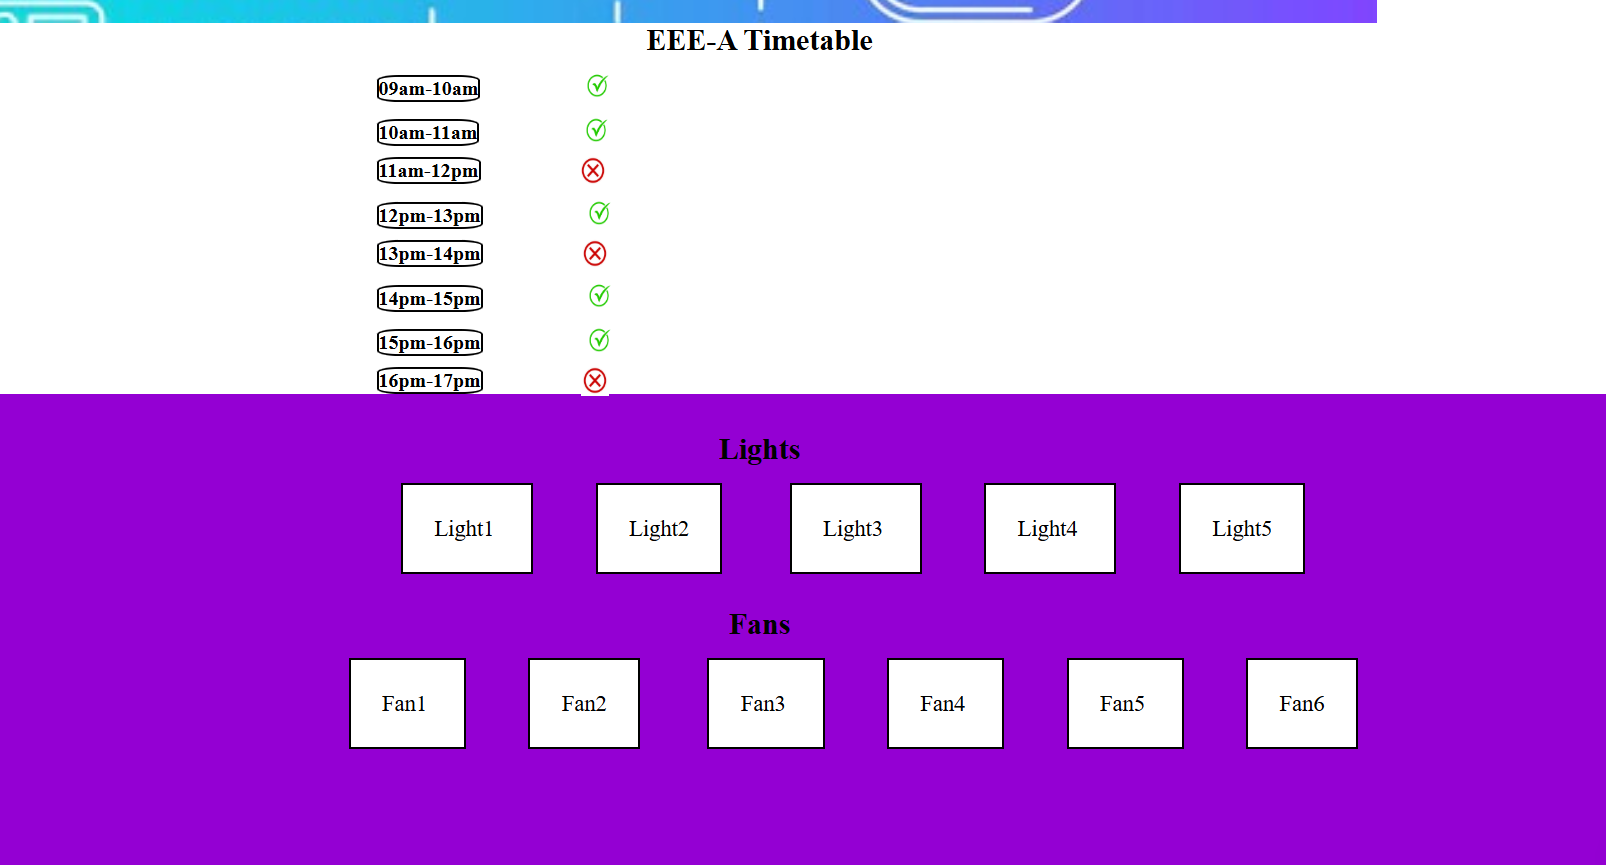 EEE-A Timetable
09am-10am
10am-11am
11am-12pm
12pm-13pm
13pm-14pm
14pm-15pm
15pm-16pm
16pm-17pm
Lights
Light1 Light2 Light3 Light4 Light5
Fans
Fan1 Fan2 Fan3 Fan4 Fan5 Fan6